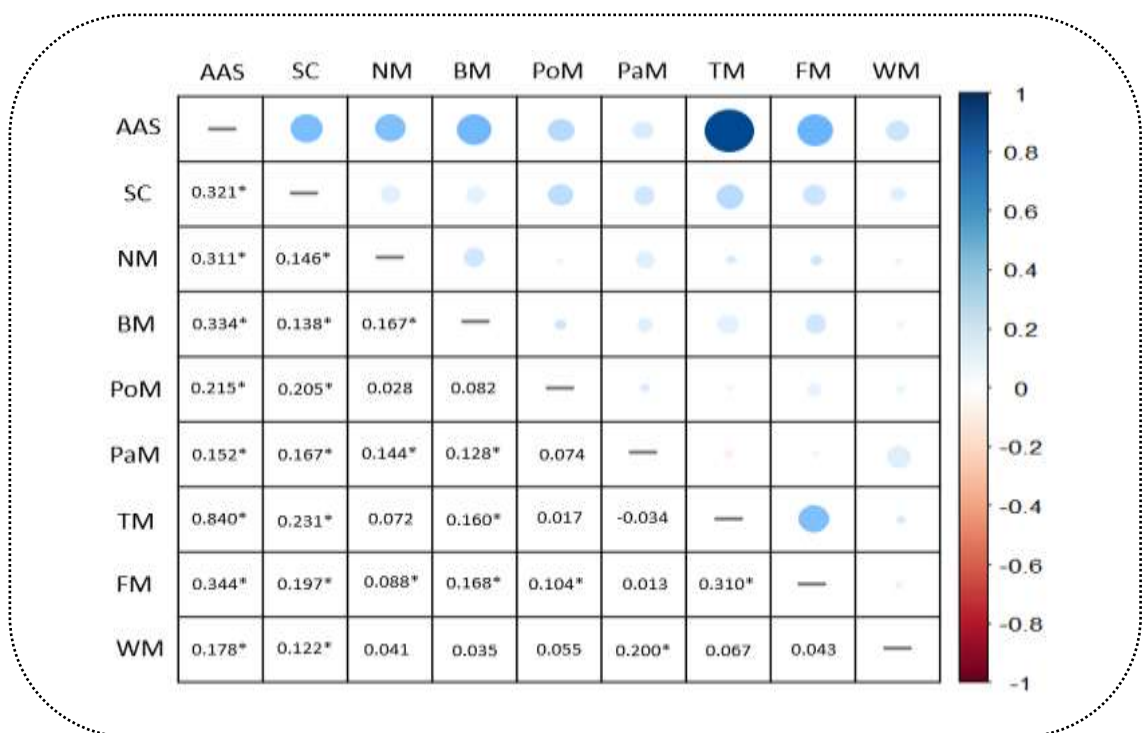 AAS SC NM BM PoM PaM TM FM WM
AAS — 1
SC 0.321* — 0.8
NM 0.311* 0.146* — 0.6
0.4
BM 0.334* 0.138* 0.167* — 0.2
PoM 0.215* 0.205* 0.028 0.082 — 0
PaM 0.152* 0.167* 0.144* 0.128* 0.074 — -0.2
-0.4
TM 0.840* 0.231* 0.072 0.160* 0.017 -0.034 —
FM 0.344* 0.197* 0.088* 0.168* 0.104* 0.013 0.310* — -0.6
WM 0.178* 0.122* 0.041 0.035 0.055 0.200* 0.067 0.043 — -0.8
-1